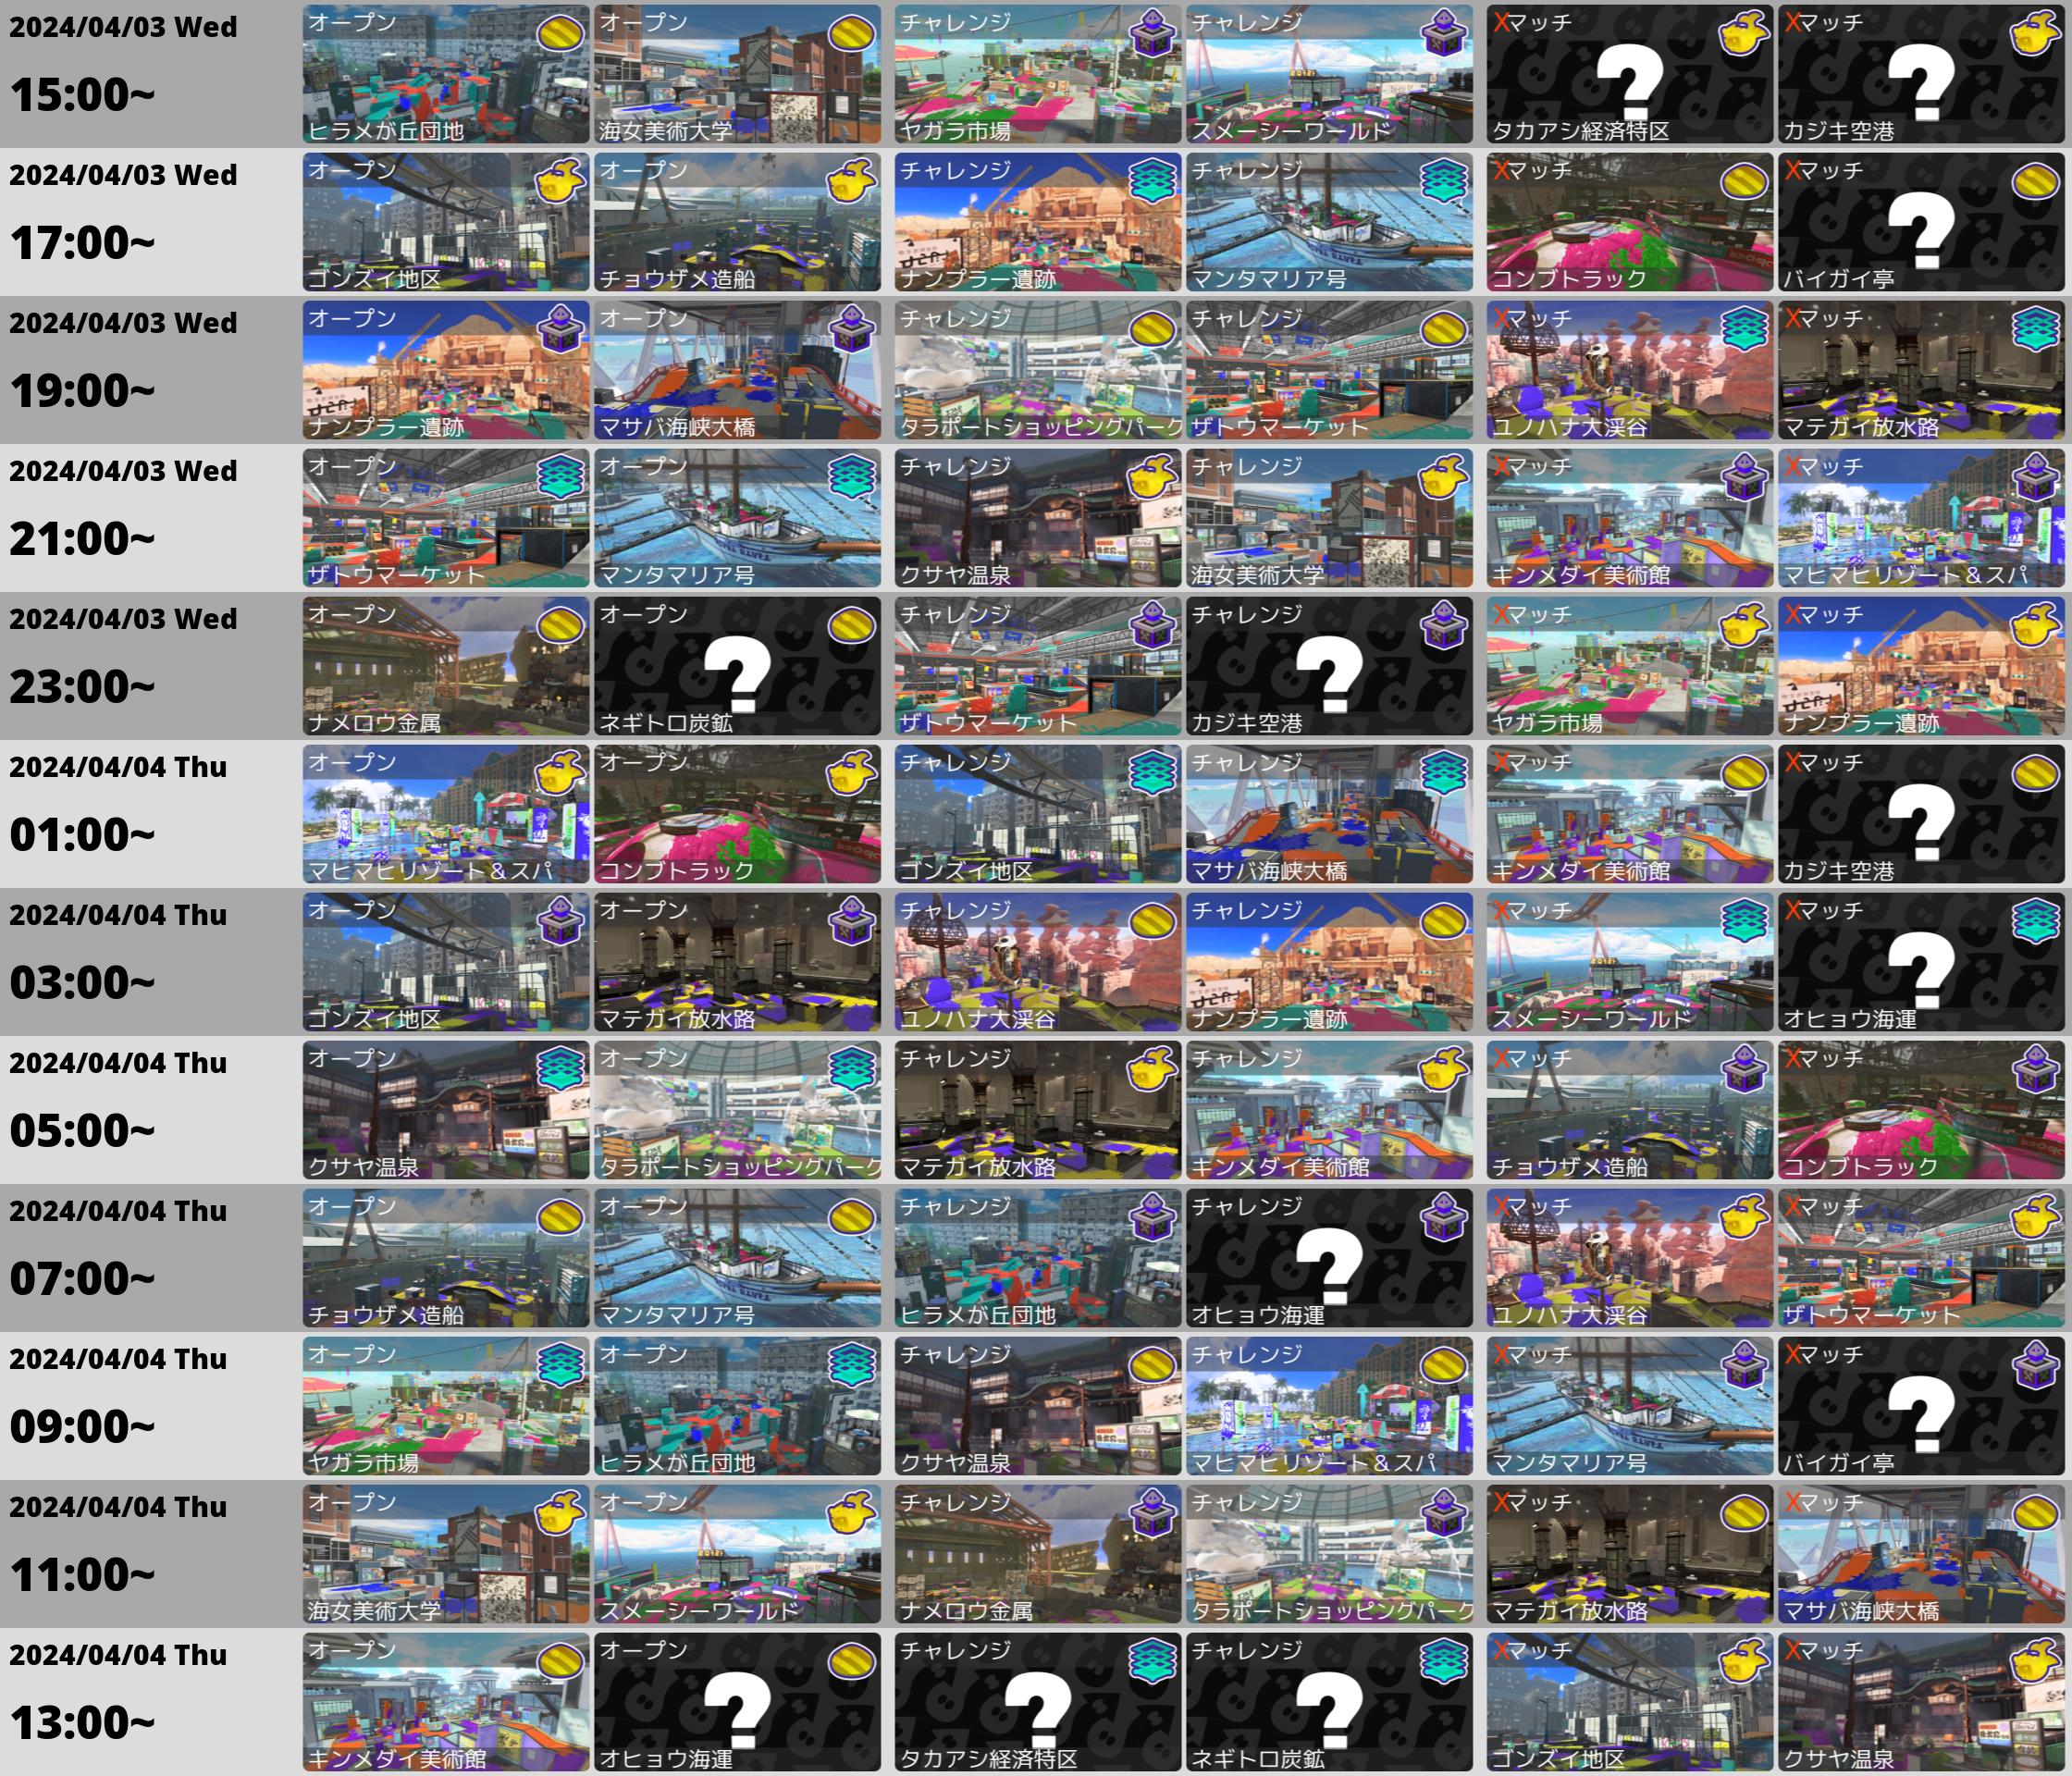 2024/04/03 Wed
15:00~
オープン
ヒラメが丘団地
オープン
海女美術大学
チャレンジ
ヤガラ市場
チャレンジ
スメーシーワールド
Xマッチ
タカアシ経済特区
Xマッチ
カジキ空港
2024/04/03 Wed
17:00~
オープン
ゴンズイ地区
オープン
チョウザメ造船
チャレンジ
ナンプラー遺跡
チャレンジ
マンタマリア号
Xマッチ
コンブトラック
Xマッチ
バイガイ亭
2024/04/03 Wed
19:00~
オープン
ナンプラー遺跡
オープン
マサバ海峡大橋
チャレンジ
タラポートショッピングパーク
チャレンジ
ザトウマーケット
Xマッチ
ユノハナ大渓谷
Xマッチ
マテガイ放水路
2024/04/03 Wed
21:00~
オープン
ザトウマーケット
オープン
マンタマリア号
チャレンジ
クサヤ温泉
チャレンジ
海女美術大学
Xマッチ
キンメダイ美術館
Xマッチ
マヒマヒリゾート＆スパ
2024/04/03 Wed
23:00~
オープン
ナメロウ金属
オープン
ネギトロ炭鉱
チャレンジ
ザトウマーケット
チャレンジ
カジキ空港
Xマッチ
ヤガラ市場
Xマッチ
ナンプラー遺跡
2024/04/04 Thu
01:00~
オープン
マヒマヒリゾート＆スパ
オープン
コンブトラック
チャレンジ
ゴンズイ地区
チャレンジ
マサバ海峡大橋
Xマッチ
キンメダイ美術館
Xマッチ
カジキ空港
2024/04/04 Thu
03:00~
オープン
ゴンズイ地区
オープン
マテガイ放水路
チャレンジ
ユノハナ大渓谷
チャレンジ
ナンプラー遺跡
Xマッチ
スメーシーワールド
Xマッチ
オヒョウ海運
2024/04/04 Thu
05:00~
オープン
クサヤ温泉
オープン
タラポートショッピングパーク
チャレンジ
マテガイ放水路
チャレンジ
キンメダイ美術館
Xマッチ
チョウザメ造船
Xマッチ
コンブトラック
2024/04/04 Thu
07:00~
オープン
チョウザメ造船
オープン
マンタマリア号
チャレンジ
ヒラメが丘団地
チャレンジ
オヒョウ海運
Xマッチ
ユノハナ大渓谷
Xマッチ
ザトウマーケット
2024/04/04 Thu
09:00~
オープン
ヤガラ市場
オープン
ヒラメが丘団地
チャレンジ
クサヤ温泉
チャレンジ
マヒマヒリゾート＆スパ
Xマッチ
マンタマリア号
Xマッチ
バイガイ亭
2024/04/04 Thu
11:00~
オープン
海女美術大学
オープン
スメーシーワールド
チャレンジ
ナメロウ金属
チャレンジ
タラポートショッピングパーク
Xマッチ
マテガイ放水路
Xマッチ
マサバ海峡大橋
2024/04/04 Thu
13:00~
オープン
キンメダイ美術館
オープン
オヒョウ海運
チャレンジ
タカアシ経済特区
チャレンジ
ネギトロ炭鉱
Xマッチ
ゴンズイ地区
Xマッチ
クサヤ温泉